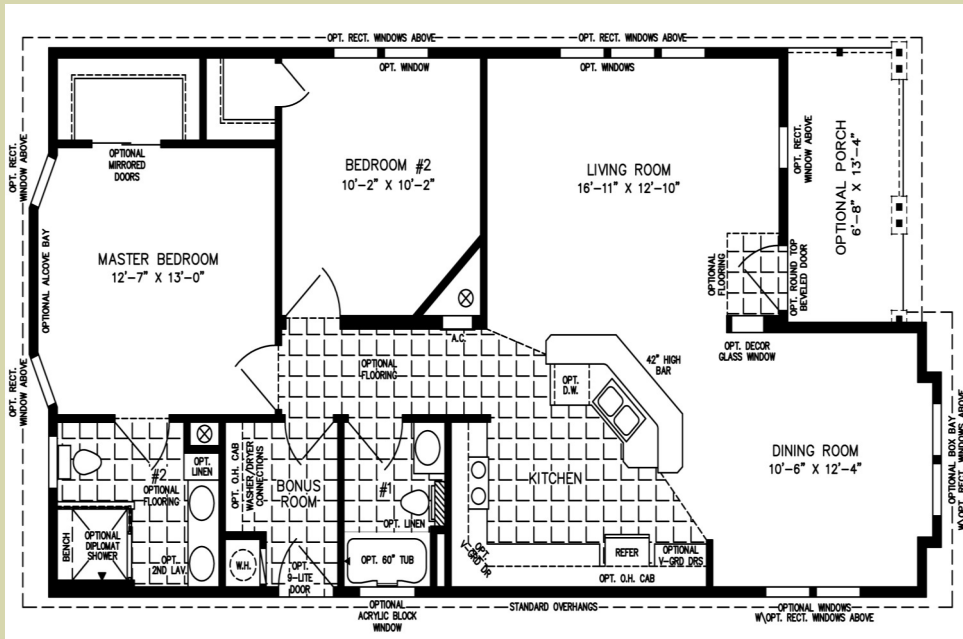 OPT. RECT. WINDOWS ABOVE
OPT. RECT. WINDOWS ABOVE
OPT. WINDOW
OPT. WINDOWS
OPT. RECT.
WINDOW ABOVE
OPTIONAL
MIRRORED
DOORS
BEDROOM #2
10'-2" X 10'-2"
LIVING ROOM
16'-11" X 12'-10"
OPT. RECT.
WINDOW ABOVE
OPTIONAL PORCH
6'-8" X 13'-4"
OPTIONAL ALCOVE BAY
MASTER BEDROOM
12'-7" X 13'-0"
OPTIONAL
FLOORING
OPT. ROUND TOP
BEVELED DOOR
A.C.
OPT. DECOR
GLASS WINDOW
OPT. RECT.
WINDOW ABOVE
OPTIONAL
FLOORING
42" HIGH
BAR
OPT.
D.W.
DINING ROOM
10'-6" X 12'-4"
OPTIONAL BOX BAY
W\OPT. RECT. WINDOWS ABOVE
#2
OPTIONAL
FLOORING
OPT.
LINEN
OPT. O.H. CAB
WASHER/DRYER
CONNECTIONS
BONUS
ROOM
#1
OPT. LINEN
KITCHEN
BENCH
OPTIONAL
DIPLOMAT
SHOWER
OPT.
2ND LAV.
W.H.
OPT.
9-LITE
DOOR
OPT. 60" TUB
OPT.
V-GRD DR
REFER
OPTIONAL
V-GRD DRS
OPT. O.H. CAB
OPTIONAL
ACRYLIC BLOCK
WINDOW
STANDARD OVERHANGS
OPTIONAL WINDOWS
W\OPT. RECT. WINDOWS ABOVE